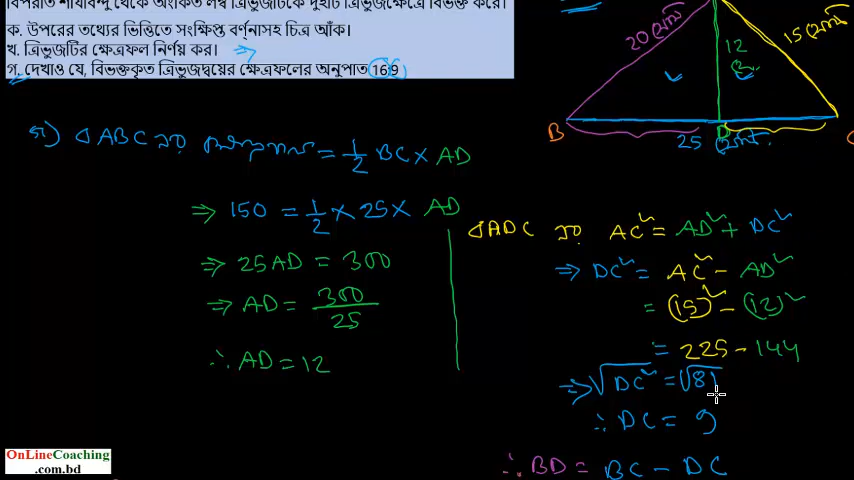 বিপরীত শীর্ষবিন্দু থেকে অংকিত লম্ব ত্রিভুজটিকে দুইটি ত্রিভুজক্ষেত্রে বিভক্ত করে।
ক. উপরের তথ্যের ভিত্তিতে সংক্ষিপ্ত বর্ণনাসহ চিত্র আঁক।
খ. ত্রিভুজটির ক্ষেত্রফল নির্ণয় কর। ⇒
গ. দেখাও যে, বিভক্তকৃত ত্রিভুজদ্বয়ের ক্ষেত্রফলের অনুপাত 16:9
20 সেমি
15 সেমি
12
B
D
25 সেমি.
গ) ΔABC এর ক্ষেত্রফল = 1/2 BC × AD
⇒ 150 = 1/2 × 25 × AD
⇒ 25AD = 300
⇒ AD = 300/25
∴ AD = 12
ΔADC এ AC² = AD² + DC²
⇒ DC² = AC² - AD²
= (15)² - (12)²
= 225 - 144
⇒ √DC² = √81
∴ DC = 9
∴ BD = BC - DC
OnLineCoaching
.com.bd